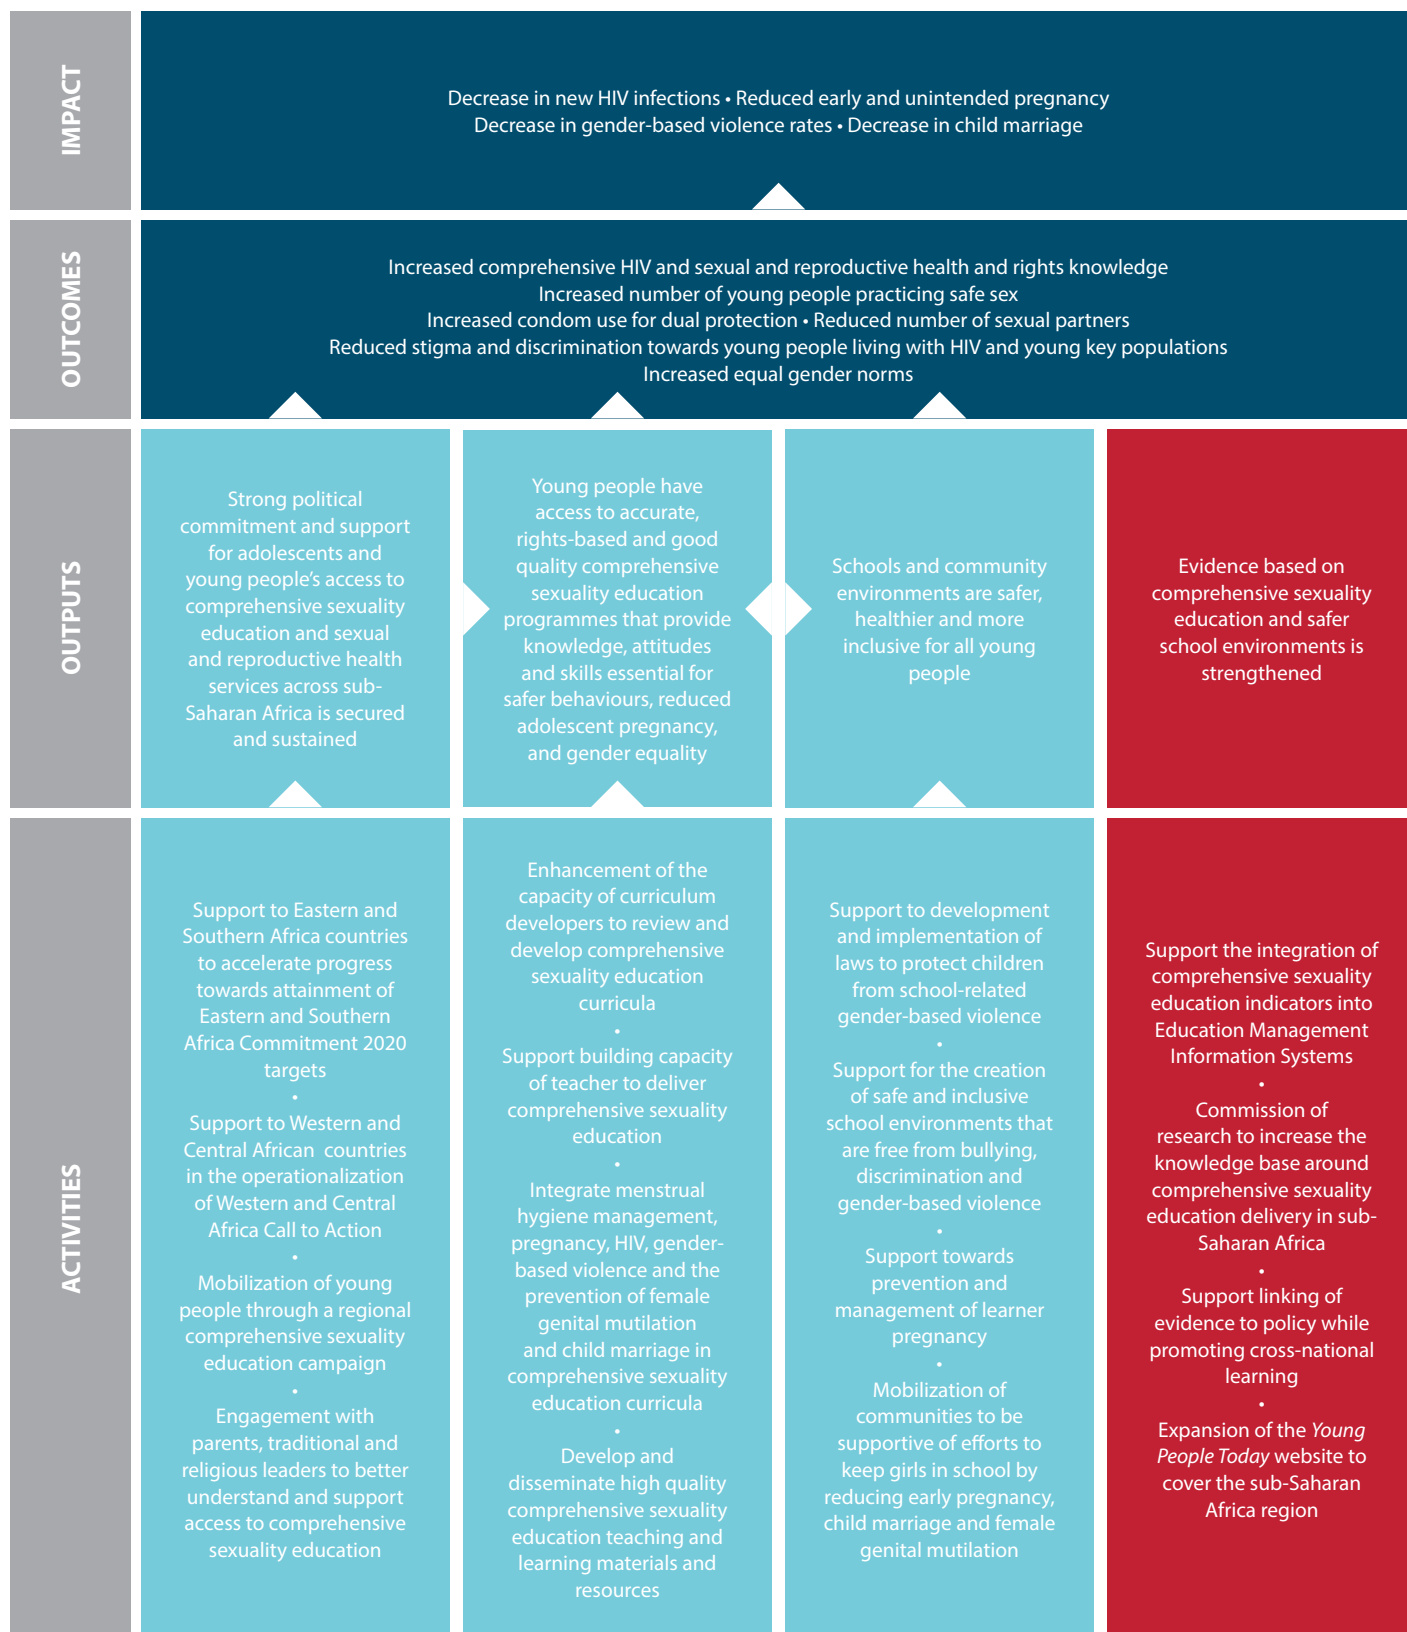 IMPACT
Decrease in new HIV infections • Reduced early and unintended pregnancy
Decrease in gender-based violence rates • Decrease in child marriage
OUTCOMES
Increased comprehensive HIV and sexual and reproductive health and rights knowledge
Increased number of young people practicing safe sex
Increased condom use for dual protection • Reduced number of sexual partners
Reduced stigma and discrimination towards young people living with HIV and young key populations
Increased equal gender norms
OUTPUTS
Strong political
commitment and support
for adolescents and
young people's access to
comprehensive sexuality
education and sexual
and reproductive health
services across sub-
Saharan Africa is secured
and sustained
Young people have
access to accurate,
rights-based and good
quality comprehensive
sexuality education
programmes that provide
knowledge, attitudes
and skills essential for
safer behaviours, reduced
adolescent pregnancy,
and gender equality
Schools and community
environments are safer,
healthier and more
inclusive for all young
people
Evidence based on
comprehensive sexuality
education and safer
school environments is
strengthened
ACTIVITIES
Support to Eastern and
Southern Africa countries
to accelerate progress
towards attainment of
Eastern and Southern
Africa Commitment 2020
targets
•
Support to Western and
Central African countries
in the operationalization
of Western and Central
Africa Call to Action
•
Mobilization of young
people through a regional
comprehensive sexuality
education campaign
•
Engagement with
parents, traditional and
religious leaders to better
understand and support
access to comprehensive
sexuality education
Enhancement of the
capacity of curriculum
developers to review and
develop comprehensive
sexuality education
curricula
•
Support building capacity
of teacher to deliver
comprehensive sexuality
education
•
Integrate menstrual
hygiene management,
pregnancy, HIV, gender-
based violence and the
prevention of female
genital mutilation
and child marriage in
comprehensive sexuality
education curricula
•
Develop and
disseminate high quality
comprehensive sexuality
education teaching and
learning materials and
resources
Support to development
and implementation of
laws to protect children
from school-related
gender-based violence
•
Support for the creation
of safe and inclusive
school environments that
are free from bullying,
discrimination and
gender-based violence
•
Support towards
prevention and
management of learner
pregnancy
•
Mobilization of
communities to be
supportive of efforts to
keep girls in school by
reducing early pregnancy,
child marriage and female
genital mutilation
Support the integration of
comprehensive sexuality
education indicators into
Education Management
Information Systems
•
Commission of
research to increase the
knowledge base around
comprehensive sexuality
education delivery in sub-
Saharan Africa
•
Support linking of
evidence to policy while
promoting cross-national
learning
•
Expansion of the Young
People Today website to
cover the sub-Saharan
Africa region